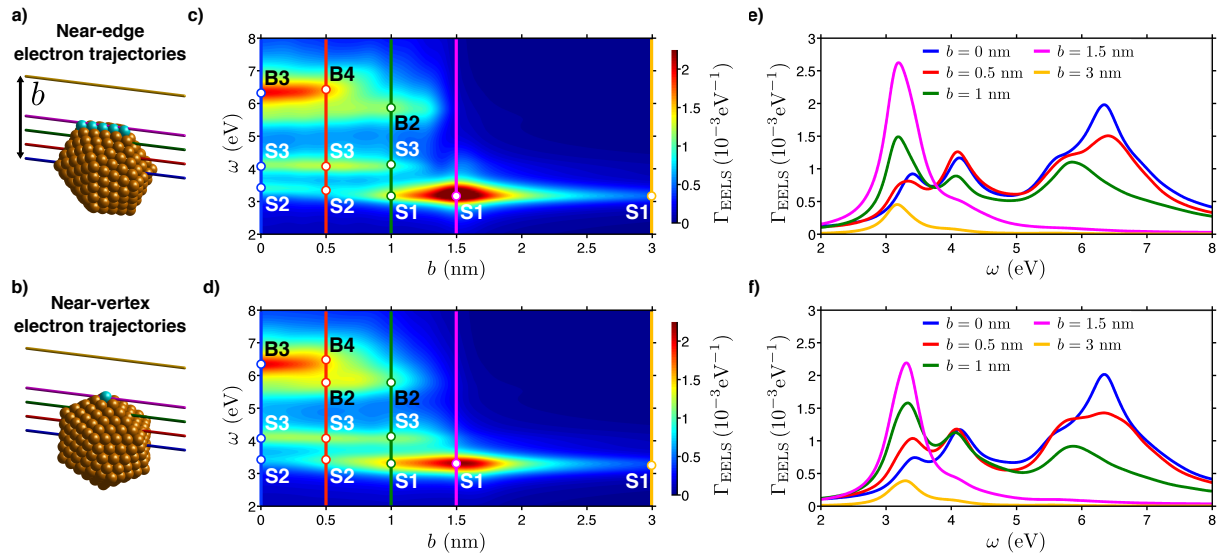 a)
Near-edge
electron trajectories
b
c)
8
7
6
5
4
3
2
ω (eV)
B3
B4
B2
S3
S3
S3
S2
S2
S1
S1
S1
0
0.5
1
1.5
2
2.5
3
b (nm)
2
1.5
1
0.5
0
Γ_EELS (10⁻³eV⁻¹)
e)
3
2.5
2
1.5
1
0.5
0
Γ_EELS (10⁻³eV⁻¹)
b = 0 nm
b = 0.5 nm
b = 1 nm
b = 1.5 nm
b = 3 nm
2
3
4
5
6
7
8
ω (eV)
b)
Near-vertex
electron trajectories
d)
8
7
6
5
4
3
2
ω (eV)
B3
B4
B2
B2
S3
S3
S3
S2
S2
S1
S1
S1
0
0.5
1
1.5
2
2.5
3
b (nm)
2
1.5
1
0.5
0
Γ_EELS (10⁻³eV⁻¹)
f)
3
2.5
2
1.5
1
0.5
0
Γ_EELS (10⁻³eV⁻¹)
b = 0 nm
b = 0.5 nm
b = 1 nm
b = 1.5 nm
b = 3 nm
2
3
4
5
6
7
8
ω (eV)